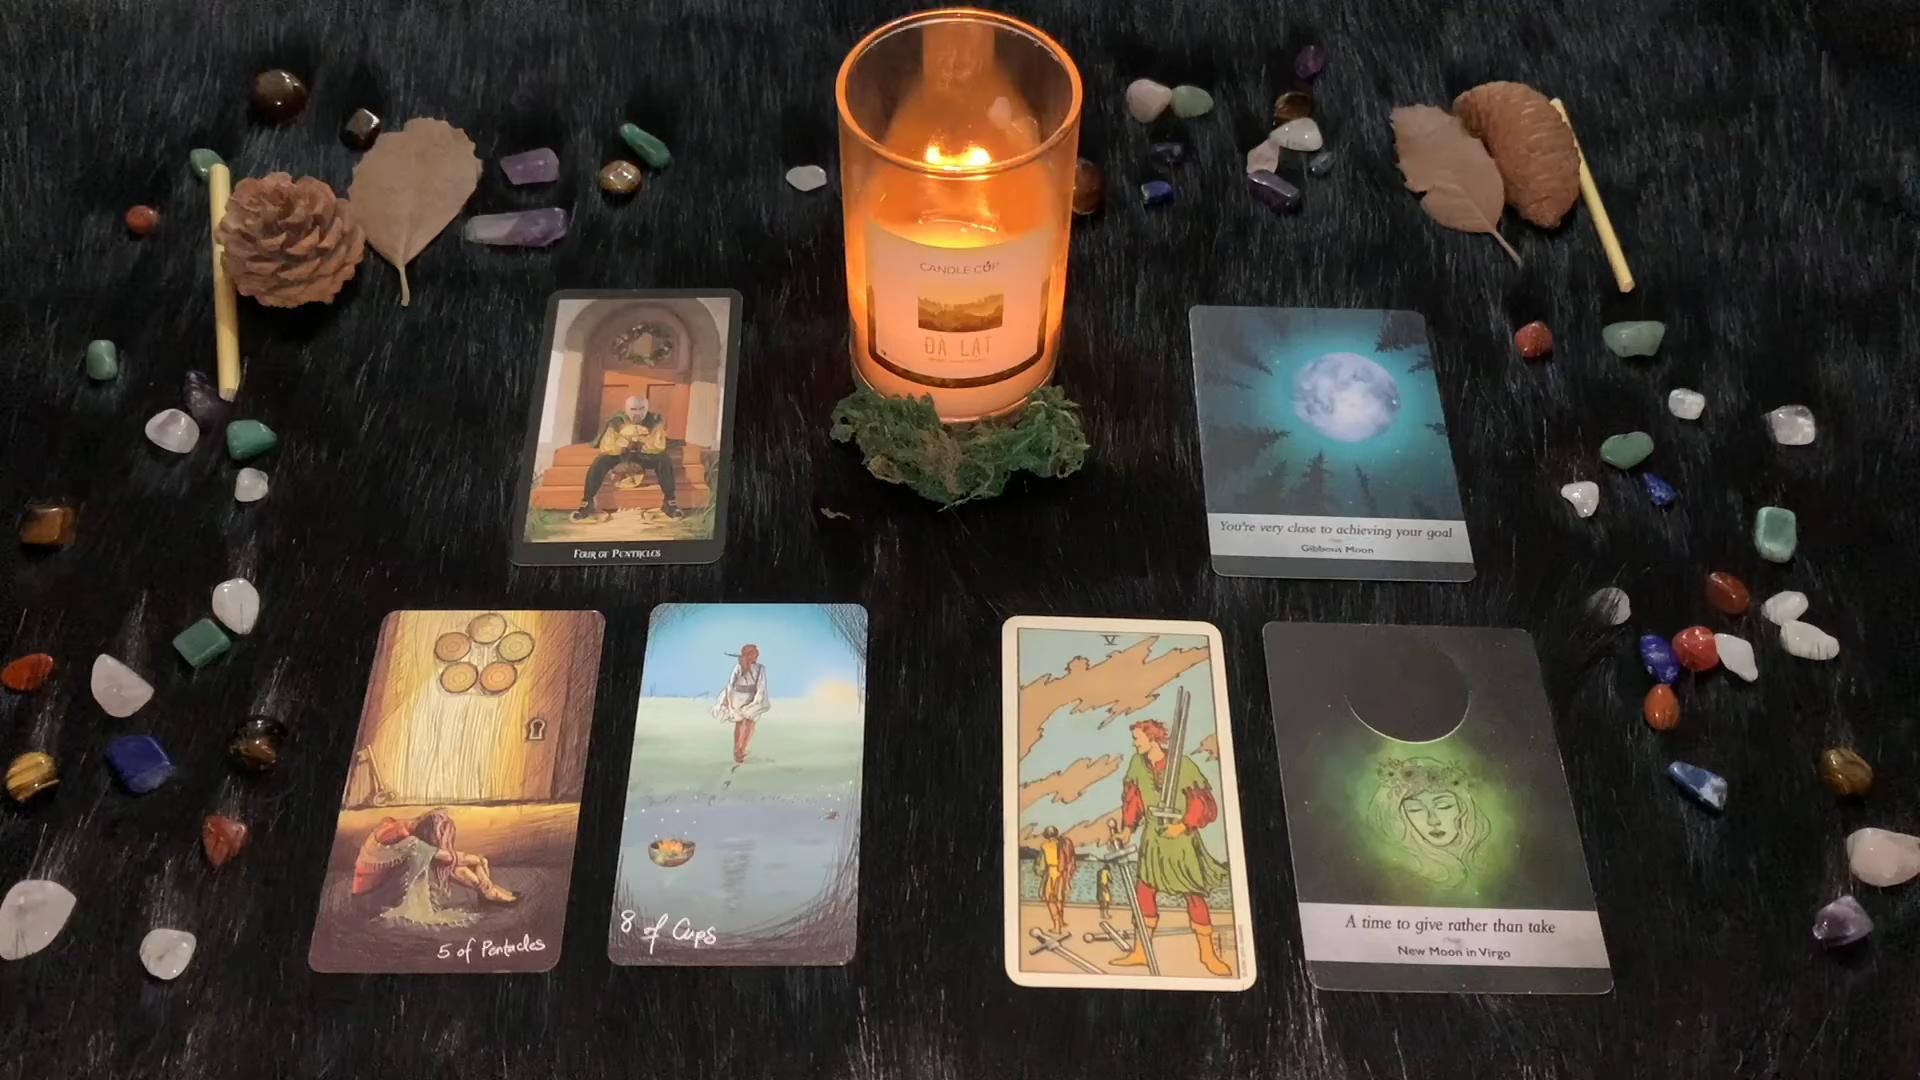 CANDLE CÚP
ĐÀ LẠT
FOUR OF PENTACLES
You're very close to achieving your goal
Gibbous Moon
5 of Pentacles
8 of Cups
V
A time to give rather than take
New Moon in Virgo